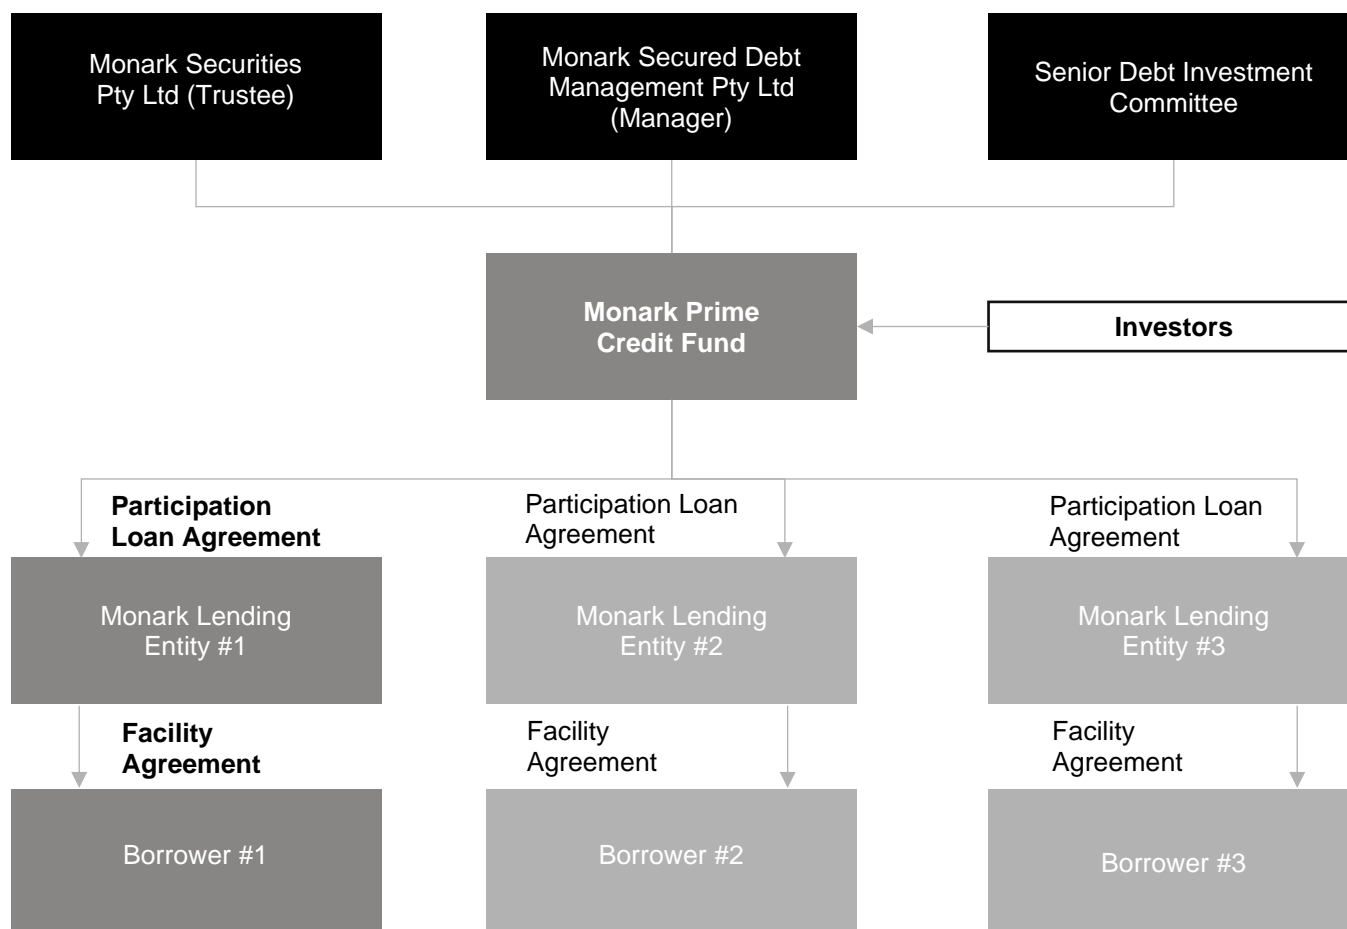 Monark Securities
Pty Ltd (Trustee)
Monark Secured Debt
Management Pty Ltd
(Manager)
Senior Debt Investment
Committee
Monark Prime
Credit Fund
Investors
Participation
Loan Agreement
Participation Loan
Agreement
Participation Loan
Agreement
Monark Lending
Entity #1
Monark Lending
Entity #2
Monark Lending
Entity #3
Facility
Agreement
Facility
Agreement
Facility
Agreement
Borrower #1
Borrower #2
Borrower #3